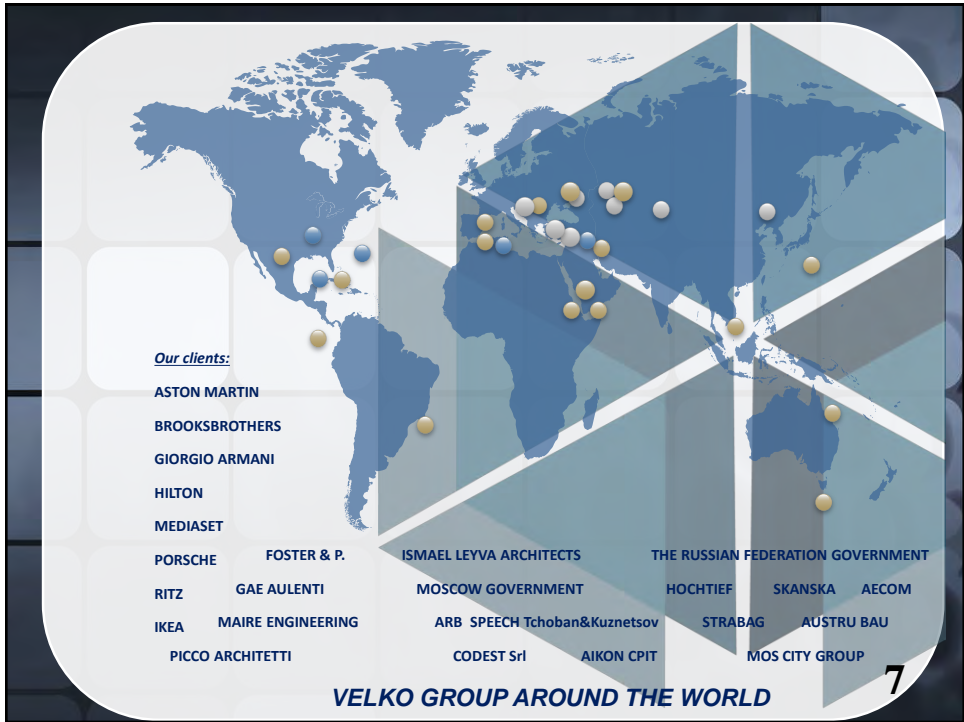 Our clients:
ASTON MARTIN
BROOKSBROTHERS
GIORGIO ARMANI
HILTON
MEDIASET
PORSCHE FOSTER & P. ISMAEL LEYVA ARCHITECTS THE RUSSIAN FEDERATION GOVERNMENT
RITZ GAE AULENTI MOSCOW GOVERNMENT HOCHTIEF SKANSKA AECOM
IKEA MAIRE ENGINEERING ARB SPEECH Tchoban&Kuznetsov STRABAG AUSTRU BAU
PICCO ARCHITETTI CODEST Srl AIKON CPIT MOS CITY GROUP
7
VELKO GROUP AROUND THE WORLD